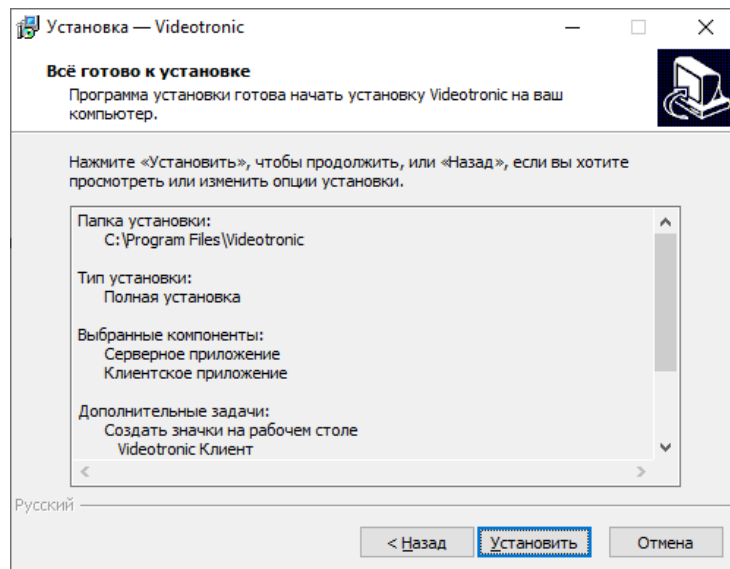 Установка — Videotronic
Всё готово к установке
Программа установки готова начать установку Videotronic на ваш
компьютер.
Нажмите «Установить», чтобы продолжить, или «Назад», если вы хотите
просмотреть или изменить опции установки.
Папка установки:
C:\Program Files\Videotronic
Тип установки:
Полная установка
Выбранные компоненты:
Серверное приложение
Клиентское приложение
Дополнительные задачи:
Создать значки на рабочем столе
Videotronic Клиент
Русский
< Назад
Установить
Отмена